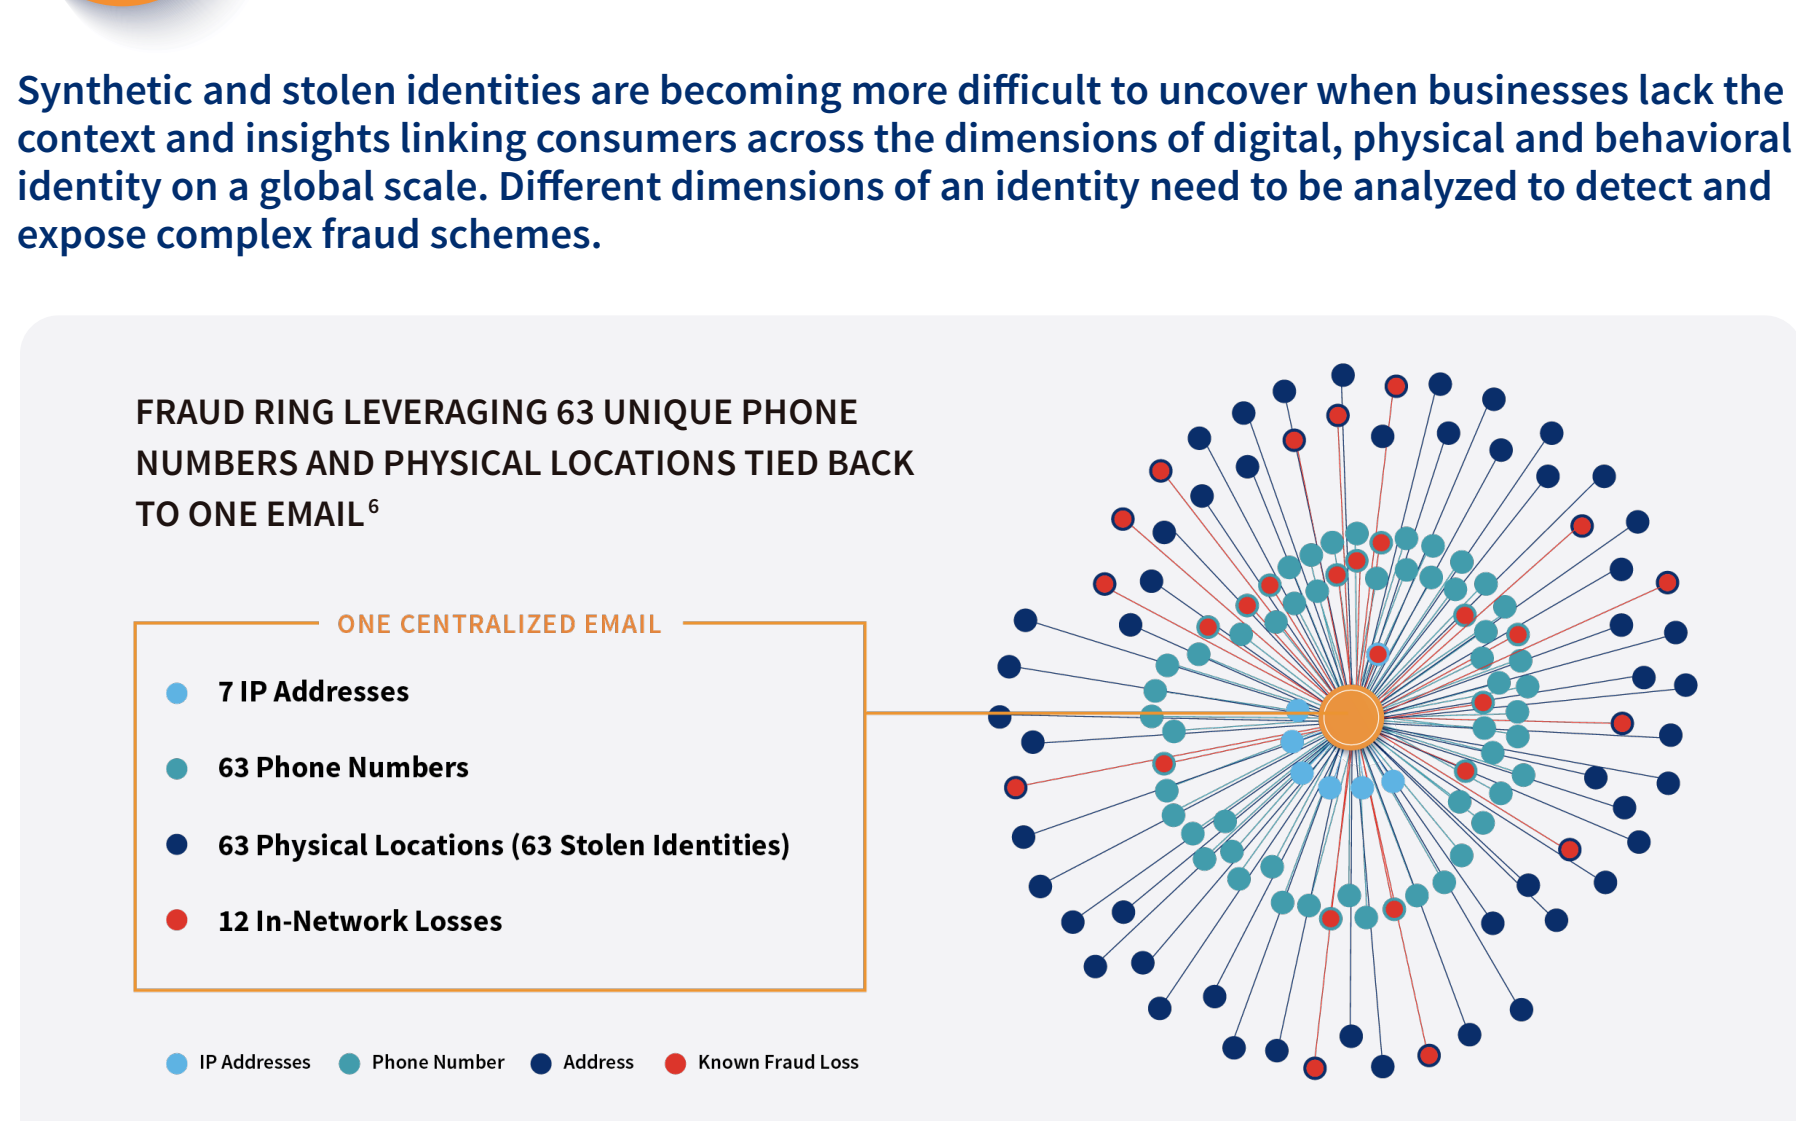 Synthetic and stolen identities are becoming more difficult to uncover when businesses lack the
context and insights linking consumers across the dimensions of digital, physical and behavioral
identity on a global scale. Different dimensions of an identity need to be analyzed to detect and
expose complex fraud schemes.
FRAUD RING LEVERAGING 63 UNIQUE PHONE
NUMBERS AND PHYSICAL LOCATIONS TIED BACK
TO ONE EMAIL⁶
ONE CENTRALIZED EMAIL
7 IP Addresses
63 Phone Numbers
63 Physical Locations (63 Stolen Identities)
12 In-Network Losses
IP Addresses Phone Number Address Known Fraud Loss